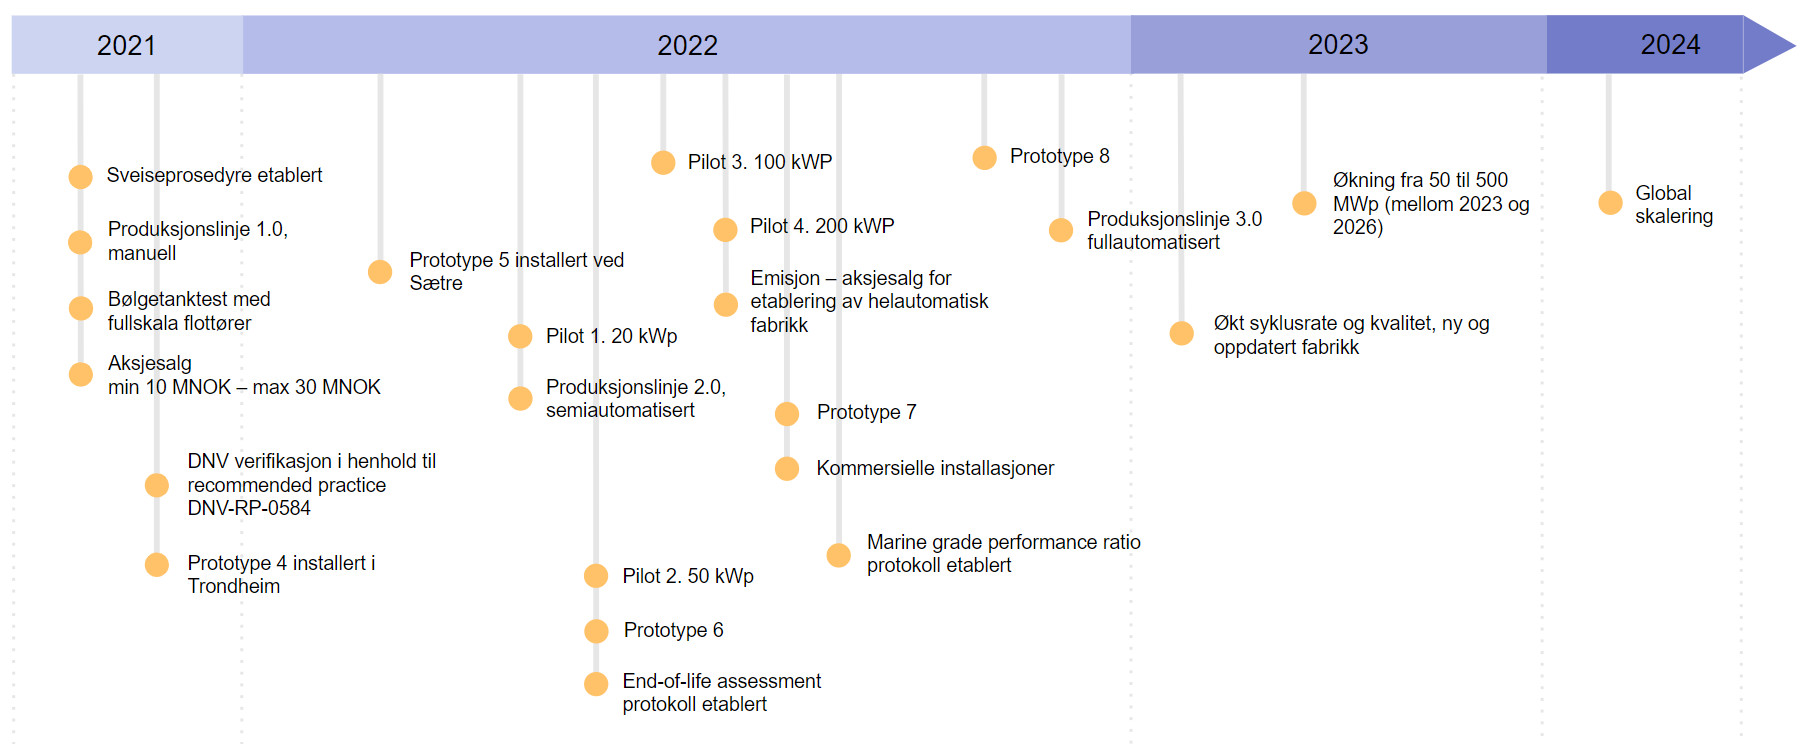 2021
2022
2023
2024
Sveiseprosedyre etablert
Produksjonslinje 1.0,
manuell
Bølgetanktest med
fullskala flottører
Aksjesalg
min 10 MNOK – max 30 MNOK
DNV verifikasjon i henhold til
recommended practice
DNV-RP-0584
Prototype 4 installert i
Trondheim
Prototype 5 installert ved
Sætre
Pilot 1. 20 kWp
Produksjonslinje 2.0,
semiautomatisert
Pilot 2. 50 kWp
Prototype 6
End-of-life assessment
protokoll etablert
Pilot 3. 100 kWP
Pilot 4. 200 kWP
Emisjon – aksjesalg for
etablering av helautomatisk
fabrikk
Prototype 7
Kommersielle installasjoner
Marine grade performance ratio
protokoll etablert
Prototype 8
Produksjonslinje 3.0
fullautomatisert
Økt syklusrate og kvalitet, ny og
oppdatert fabrikk
Økning fra 50 til 500
MWp (mellom 2023 og
2026)
Global
skalering